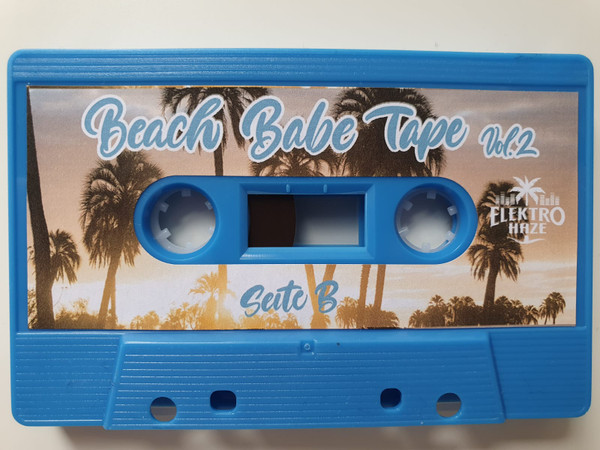 Beach Babe Tape Vol.2
ELEKTRO
HAZE
Seite B